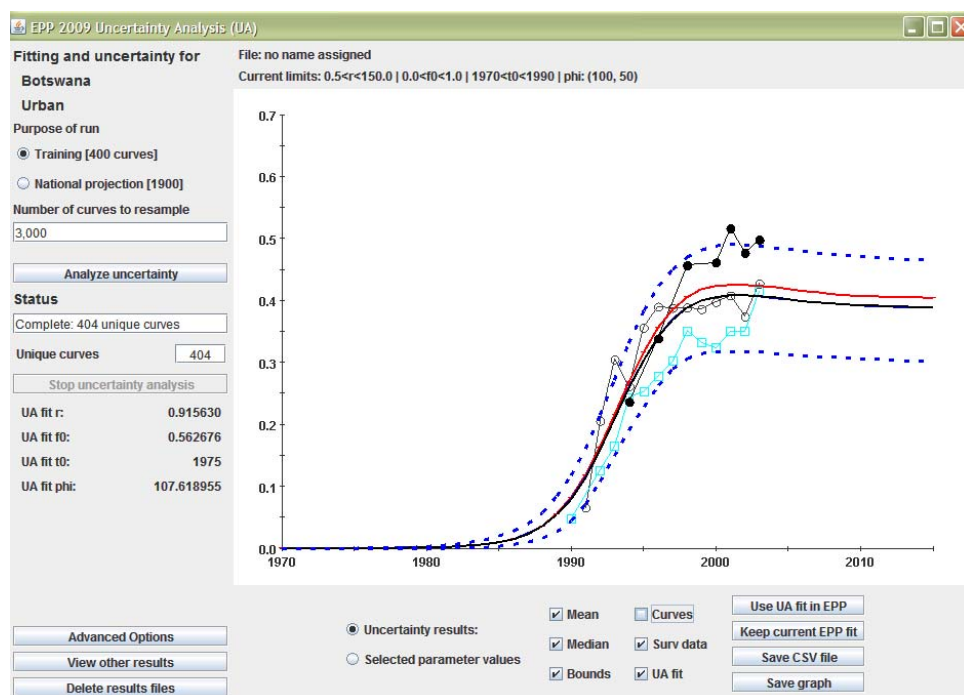 EPP 2009 Uncertainty Analysis (UA)
Fitting and uncertainty for
Botswana
Urban
Purpose of run
Training [400 curves]
National projection [1900]
Number of curves to resample
3,000
Analyze uncertainty
Status
Complete: 404 unique curves
Unique curves 404
Stop uncertainty analysis
UA fit r: 0.915630
UA fit f0: 0.562676
UA fit t0: 1975
UA fit phi: 107.618955
Advanced Options
View other results
Delete results files
File: no name assigned
Current limits: 0.5<r<150.0 | 0.0<f0<1.0 | 1970<t0<1990 | phi: (100, 50)
0.7
0.6
0.5
0.4
0.3
0.2
0.1
0.0
1970 1980 1990 2000 2010
Uncertainty results:
Selected parameter values
Mean
Median
Bounds
Curves
Surv data
UA fit
Use UA fit in EPP
Keep current EPP fit
Save CSV file
Save graph